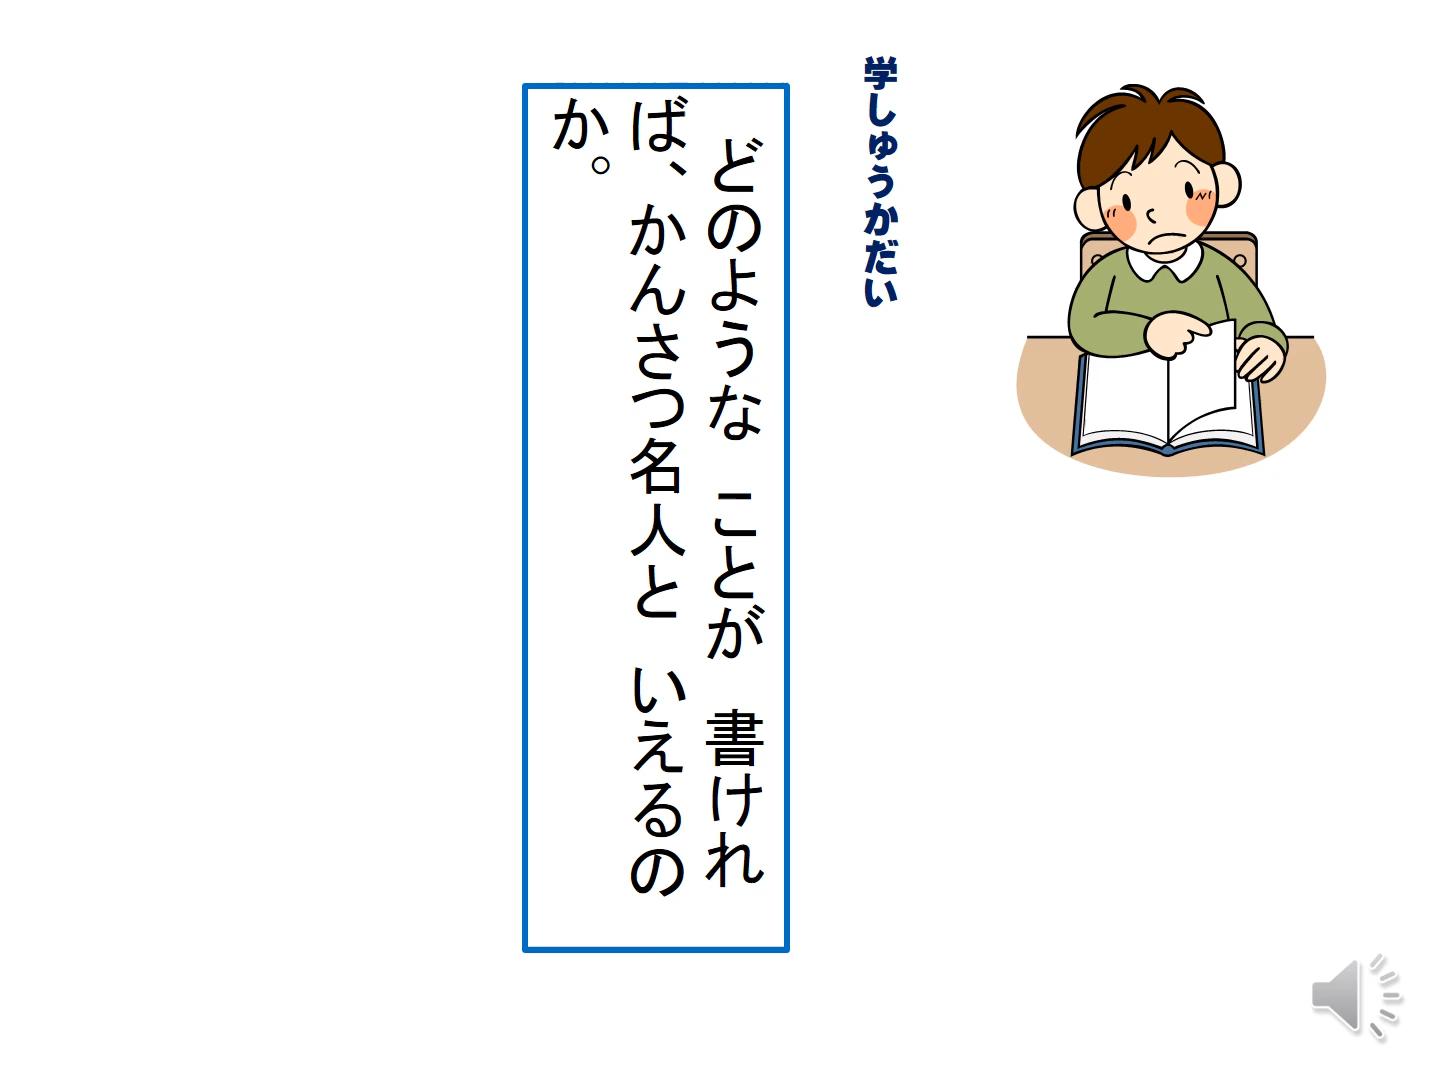 学しゅうかだい
どのような　ことが　書けれ
ば、かんさつ名人と　いえるの
か。